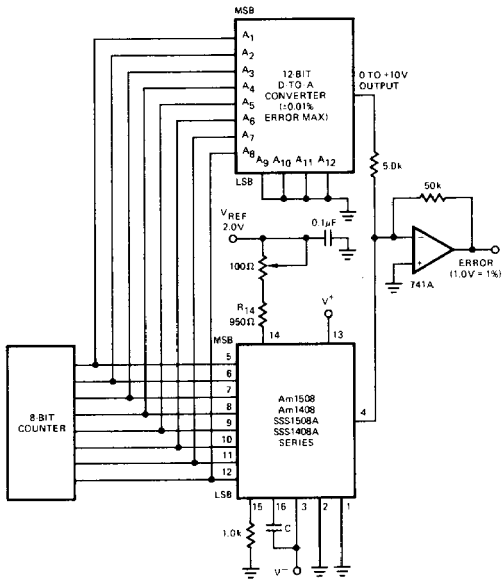 MSB
A1
A2
A3
A4
A5
A6
A7
A8
12-BIT
D-TO-A
CONVERTER
(±0.01%
ERROR MAX)
A9 A10 A11 A12
LSB
0 TO +10V
OUTPUT
5.0k
50k
VREF
2.0V
0.1µF
100Ω
R14
950Ω
741A
ERROR
(1.0V = 1%)
V+
14
13
MSB
8-BIT
COUNTER
5
6
7
8
9
10
11
12
LSB
Am1508
Am1408
SSS1508A
SSS1408A
SERIES
4
15 16 3 2 1
1.0k
C
V−